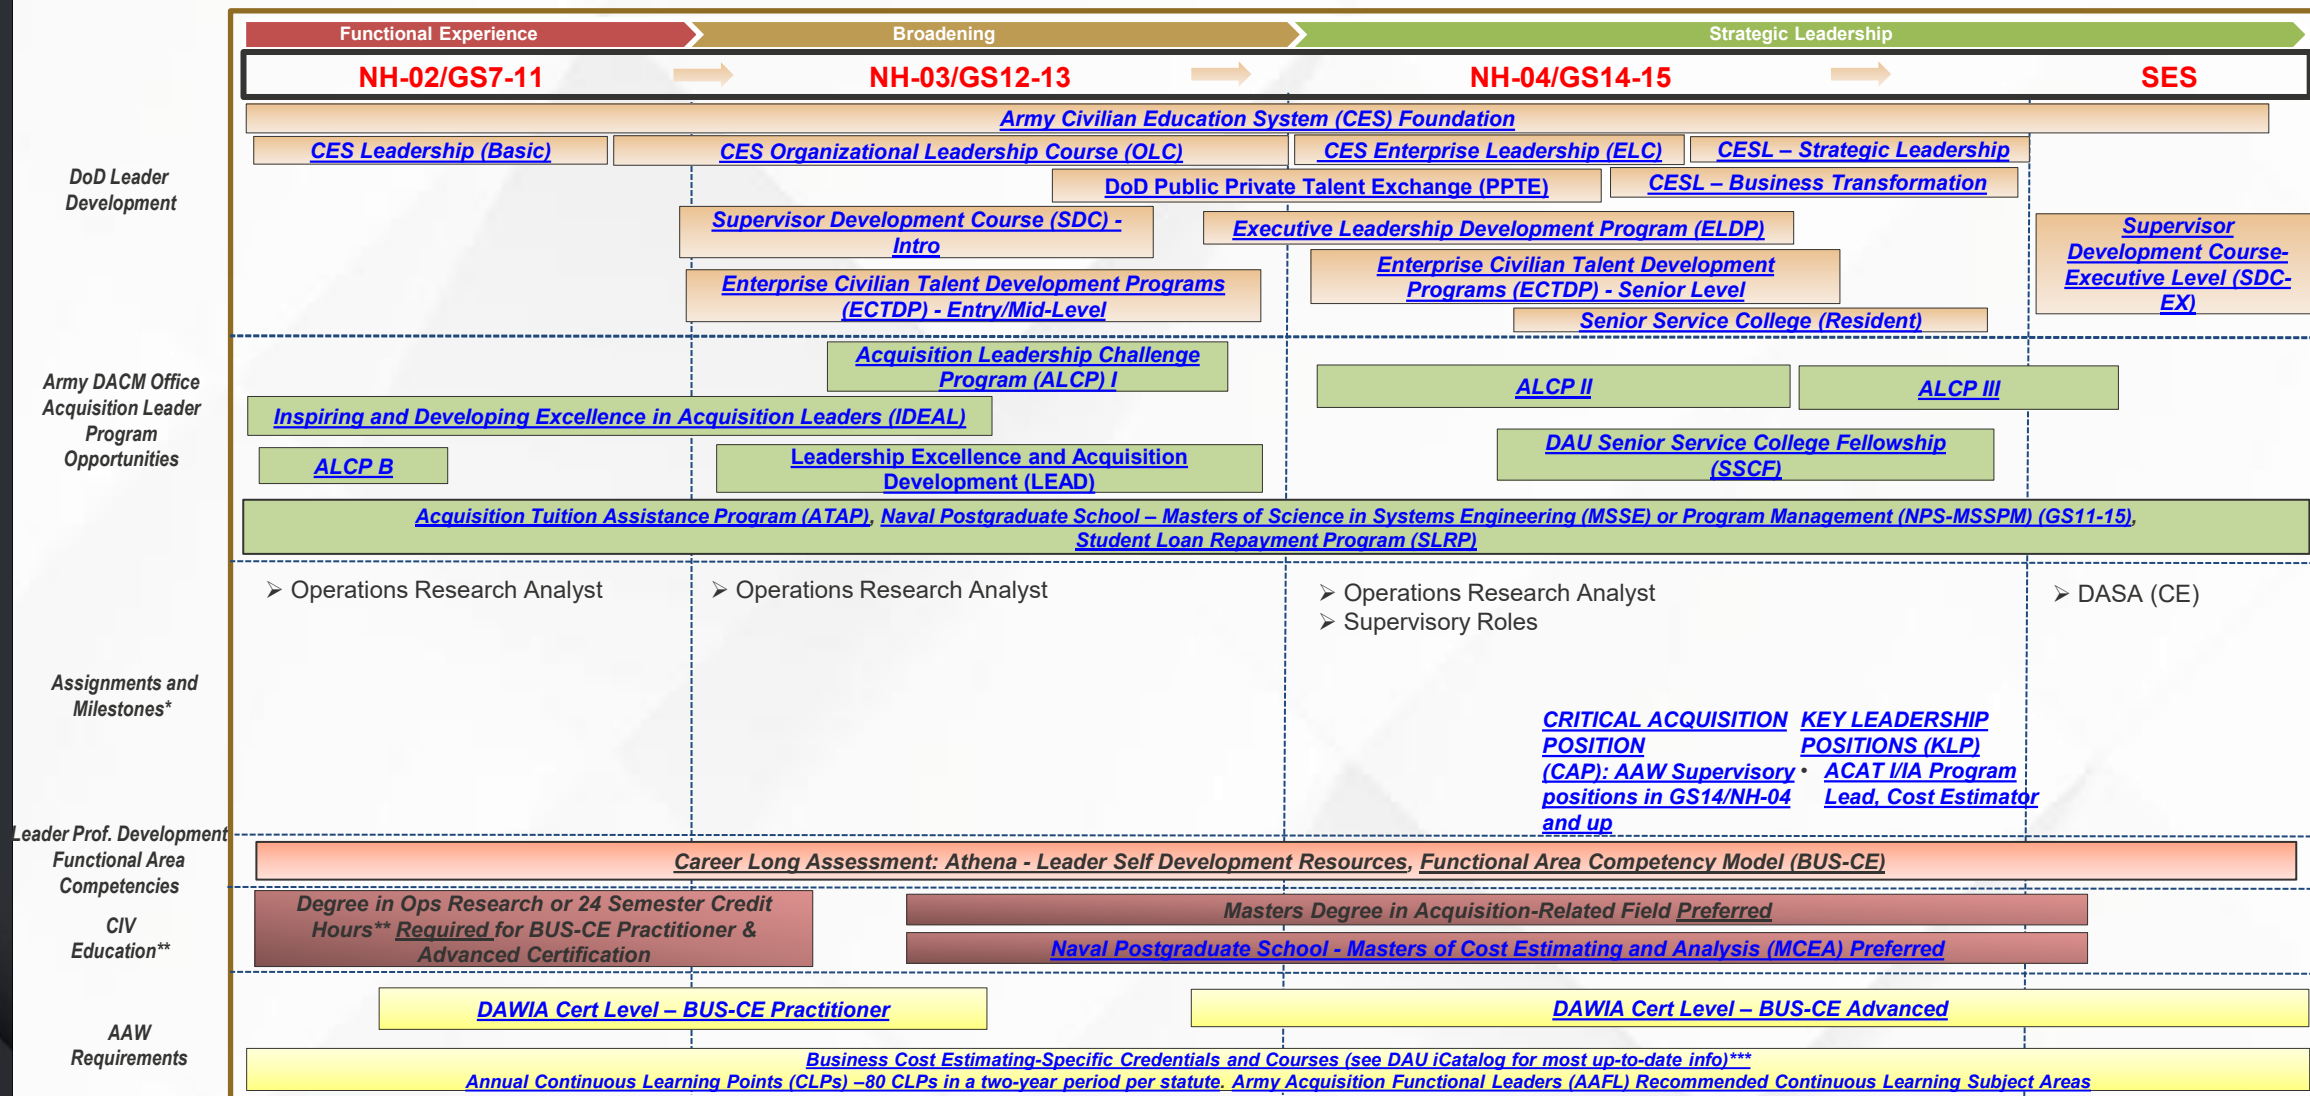 Functional Experience
Broadening
Strategic Leadership
NH-02/GS7-11
NH-03/GS12-13
NH-04/GS14-15
SES
DoD Leader
Development
Army Civilian Education System (CES) Foundation
CES Leadership (Basic)
CES Organizational Leadership Course (OLC)
CES Enterprise Leadership (ELC)
CESL – Strategic Leadership
DoD Public Private Talent Exchange (PPTE)
CESL – Business Transformation
Supervisor Development Course (SDC) -
Intro
Executive Leadership Development Program (ELDP)
Supervisor
Development Course-
Executive Level (SDC-
EX)
Enterprise Civilian Talent Development Programs
(ECTDP) - Entry/Mid-Level
Enterprise Civilian Talent Development
Programs (ECTDP) - Senior Level
Senior Service College (Resident)
Army DACM Office
Acquisition Leader
Program
Opportunities
Acquisition Leadership Challenge
Program (ALCP) I
ALCP II
ALCP III
Inspiring and Developing Excellence in Acquisition Leaders (IDEAL)
ALCP B
Leadership Excellence and Acquisition
Development (LEAD)
DAU Senior Service College Fellowship
(SSCF)
Acquisition Tuition Assistance Program (ATAP), Naval Postgraduate School – Masters of Science in Systems Engineering (MSSE) or Program Management (NPS-MSSPM) (GS11-15),
Student Loan Repayment Program (SLRP)
Assignments and
Milestones*
➢ Operations Research Analyst
➢ Operations Research Analyst
➢ Operations Research Analyst
➢ Supervisory Roles
➢ DASA (CE)
CRITICAL ACQUISITION
POSITION
(CAP): AAW Supervisory
positions in GS14/NH-04
and up
KEY LEADERSHIP
POSITIONS (KLP)
• ACAT I/IA Program
Lead, Cost Estimator
Leader Prof. Development
Functional Area
Competencies
Career Long Assessment: Athena - Leader Self Development Resources, Functional Area Competency Model (BUS-CE)
CIV
Education**
Degree in Ops Research or 24 Semester Credit
Hours** Required for BUS-CE Practitioner &
Advanced Certification
Masters Degree in Acquisition-Related Field Preferred
Naval Postgraduate School - Masters of Cost Estimating and Analysis (MCEA) Preferred
AAW
Requirements
DAWIA Cert Level – BUS-CE Practitioner
DAWIA Cert Level – BUS-CE Advanced
Business Cost Estimating-Specific Credentials and Courses (see DAU iCatalog for most up-to-date info)***
Annual Continuous Learning Points (CLPs) –80 CLPs in a two-year period per statute. Army Acquisition Functional Leaders (AAFL) Recommended Continuous Learning Subject Areas